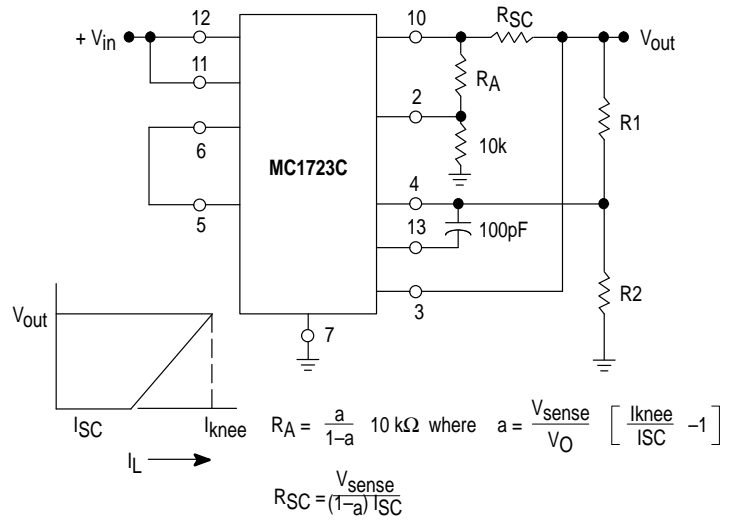 12
10
RSC
+ Vin
Vout
11
RA
2
R1
6
10k
MC1723C
4
5
13
100pF
3
R2
7
Vout
ISC
Iknee
IL
RA = a/1–a 10 kΩ where a = Vsense/VO [ Iknee/ISC –1 ]
RSC = Vsense/(1–a) ISC